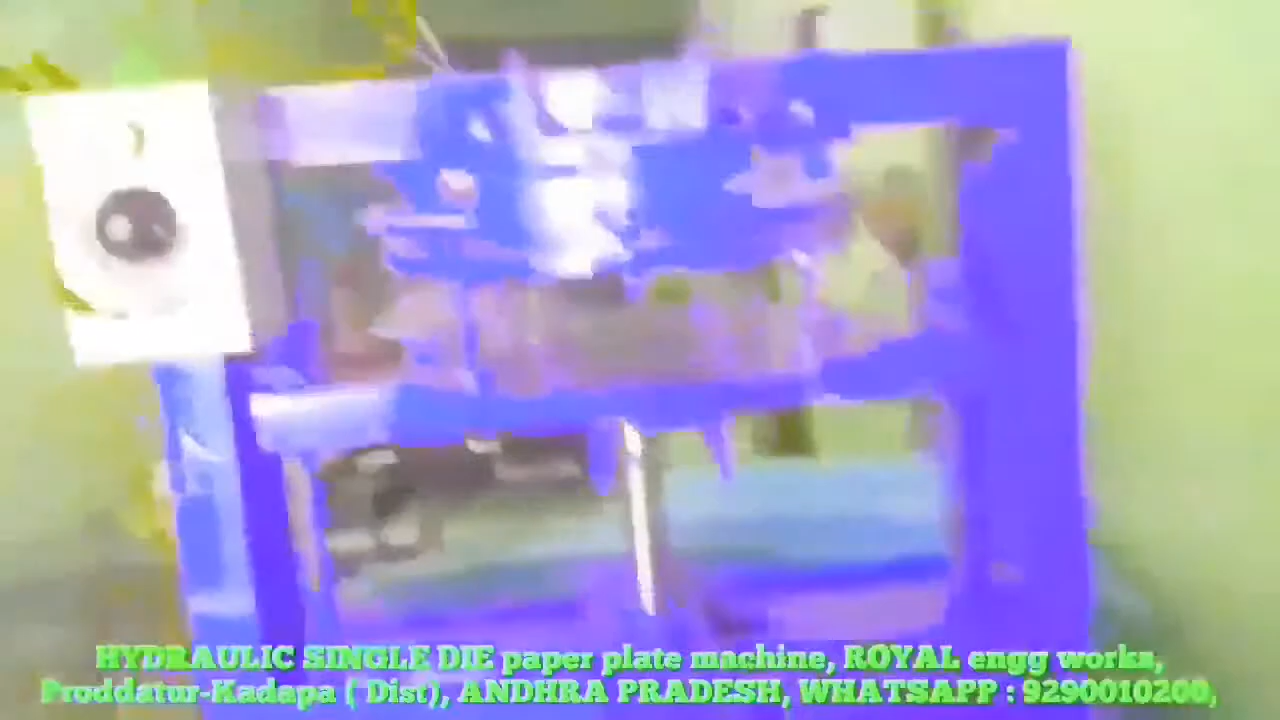 HYDRAULIC SINGLE DIE paper plate machine, ROYAL engg works,
Proddatur-Kadapa ( Dist), ANDHRA PRADESH, WHATSAPP : 9290010200,